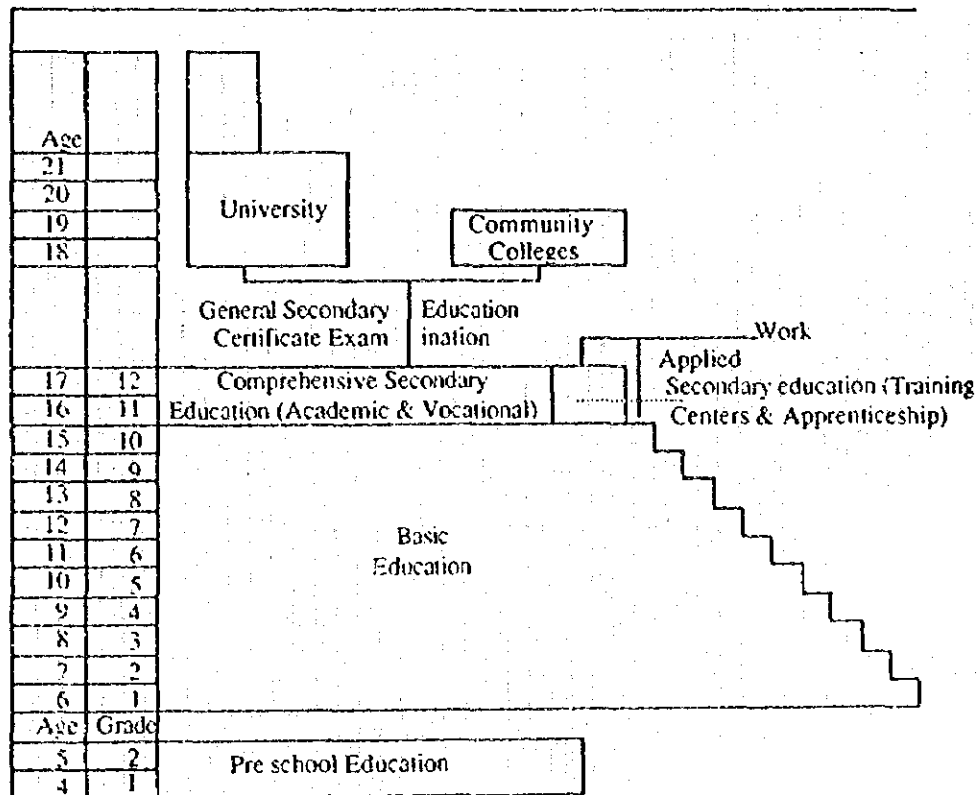 Age
21
20
University
19
Community
18
Colleges
General Secondary Education
Certificate Examination
Work
Applied
17 12 Comprehensive Secondary
Secondary education (Training
16 11 Education (Academic & Vocational)
Centers & Apprenticeship)
15 10
14 9
13 8
12 7
Basic
11 6
Education
10 5
9 4
8 3
7 2
6 1
Age Grade
5 2
Pre school Education
4 1